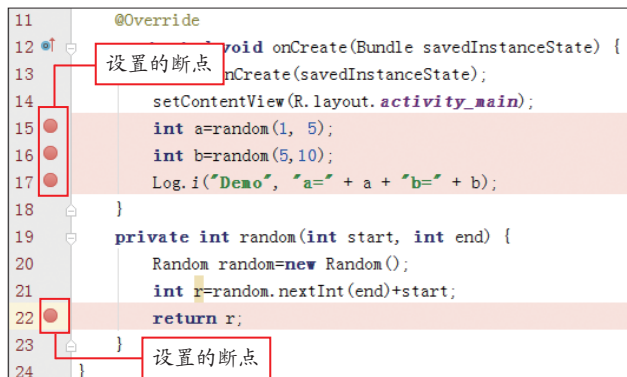 11 @Override
12 void onCreate(Bundle savedInstanceState) {
设置的断点
13 onCreate(savedInstanceState);
14 setContentView(R.layout.activity_main);
15 int a=random(1, 5);
16 int b=random(5,10);
17 Log.i("Demo", "a=" + a + "b=" + b);
18 }
19 private int random(int start, int end) {
20 Random random=new Random();
21 int r=random.nextInt(end)+start;
22 return r;
23 }
设置的断点
24 }